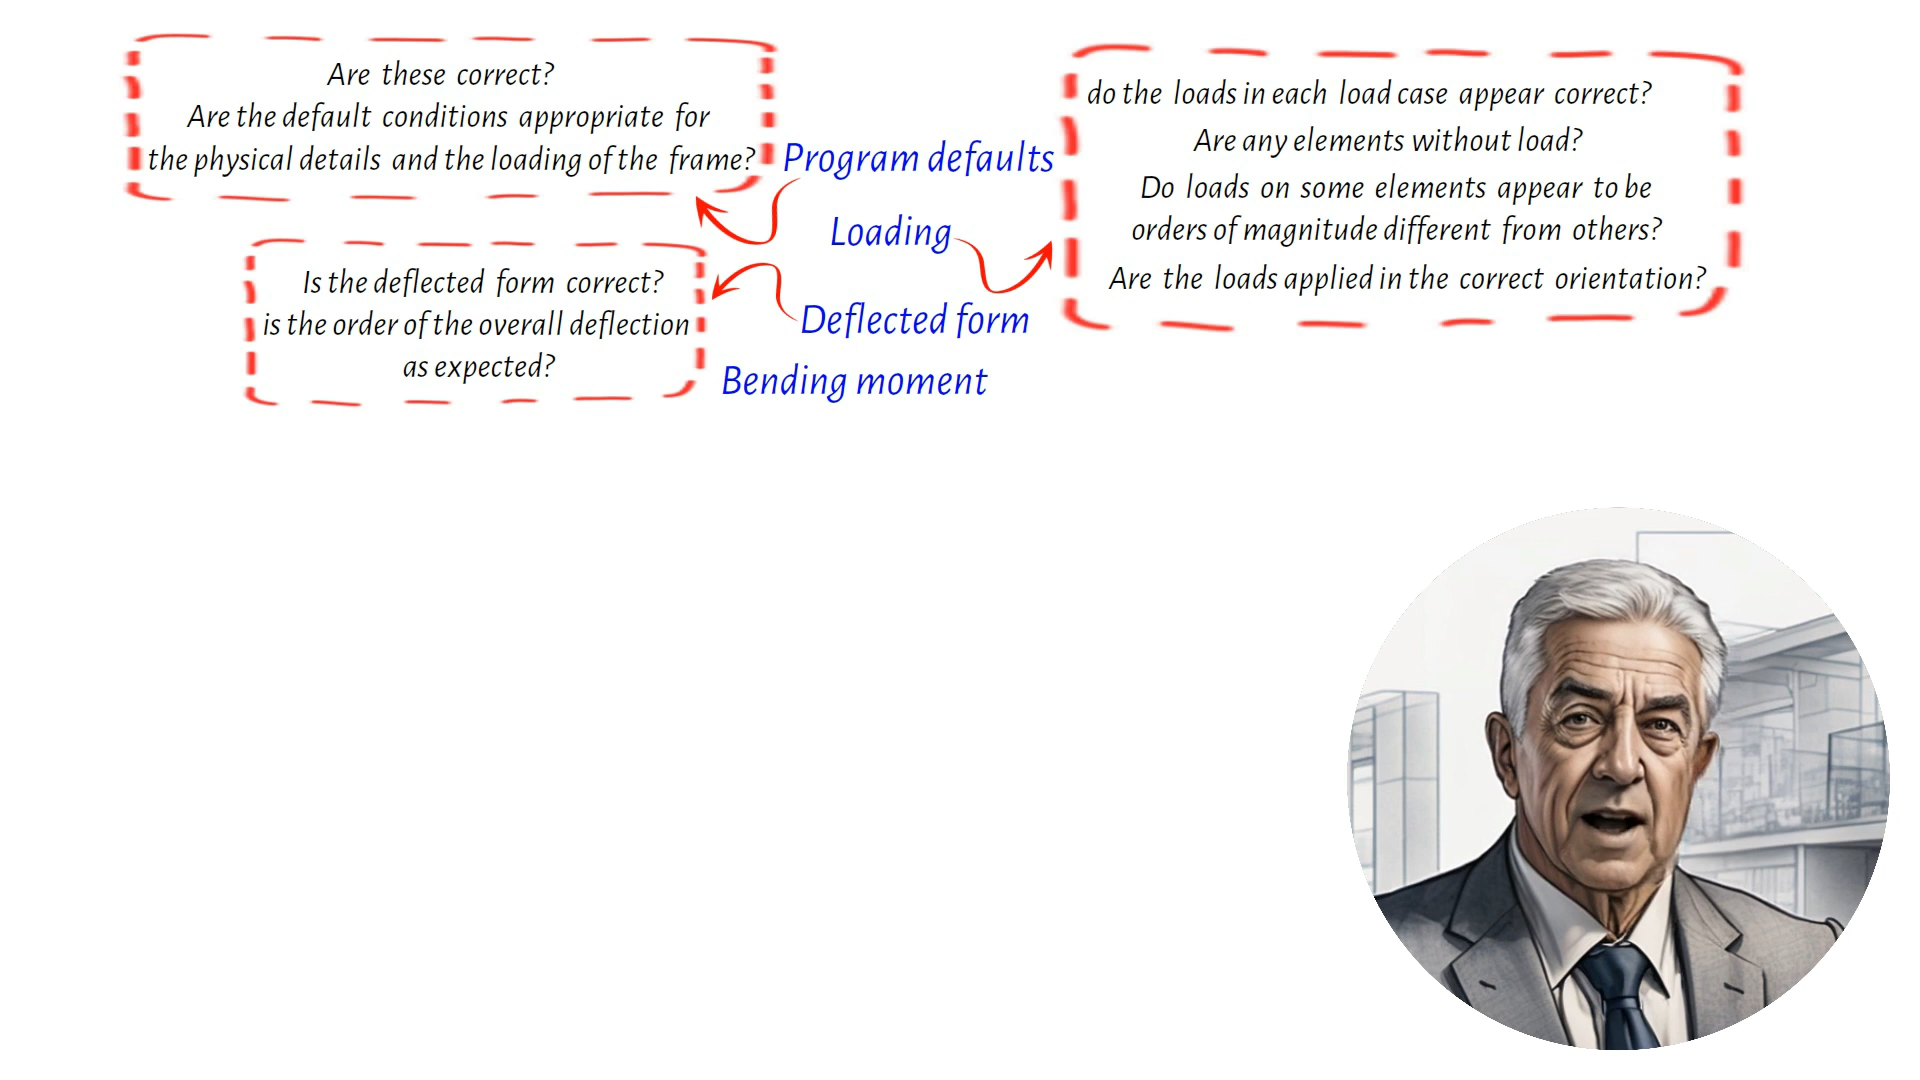 Are these correct?
Are the default conditions appropriate for
the physical details and the loading of the frame?
Program defaults
do the loads in each load case appear correct?
Are any elements without load?
Do loads on some elements appear to be
orders of magnitude different from others?
Are the loads applied in the correct orientation?
Loading
Is the deflected form correct?
is the order of the overall deflection
as expected?
Deflected form
Bending moment